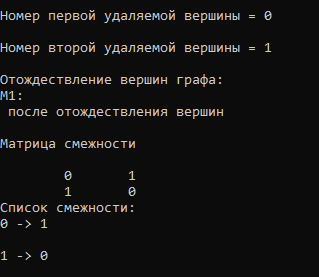 Номер первой удаляемой вершины = 0
Номер второй удаляемой вершины = 1
Отождествление вершин графа:
M1:
после отождествления вершин
Матрица смежности
0 1
1 0
Список смежности:
0 -> 1
1 -> 0